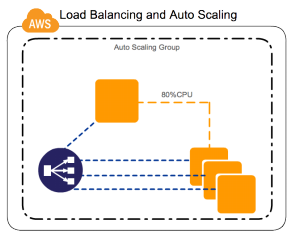 Load Balancing and Auto Scaling
AWS
Auto Scaling Group
80%CPU